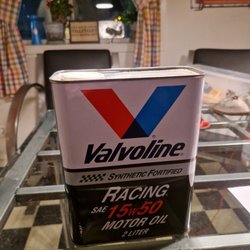 Valvoline
SYNTHETIC FORTIFIED
RACING
SAE 15W50
MOTOR OIL
2 LITER